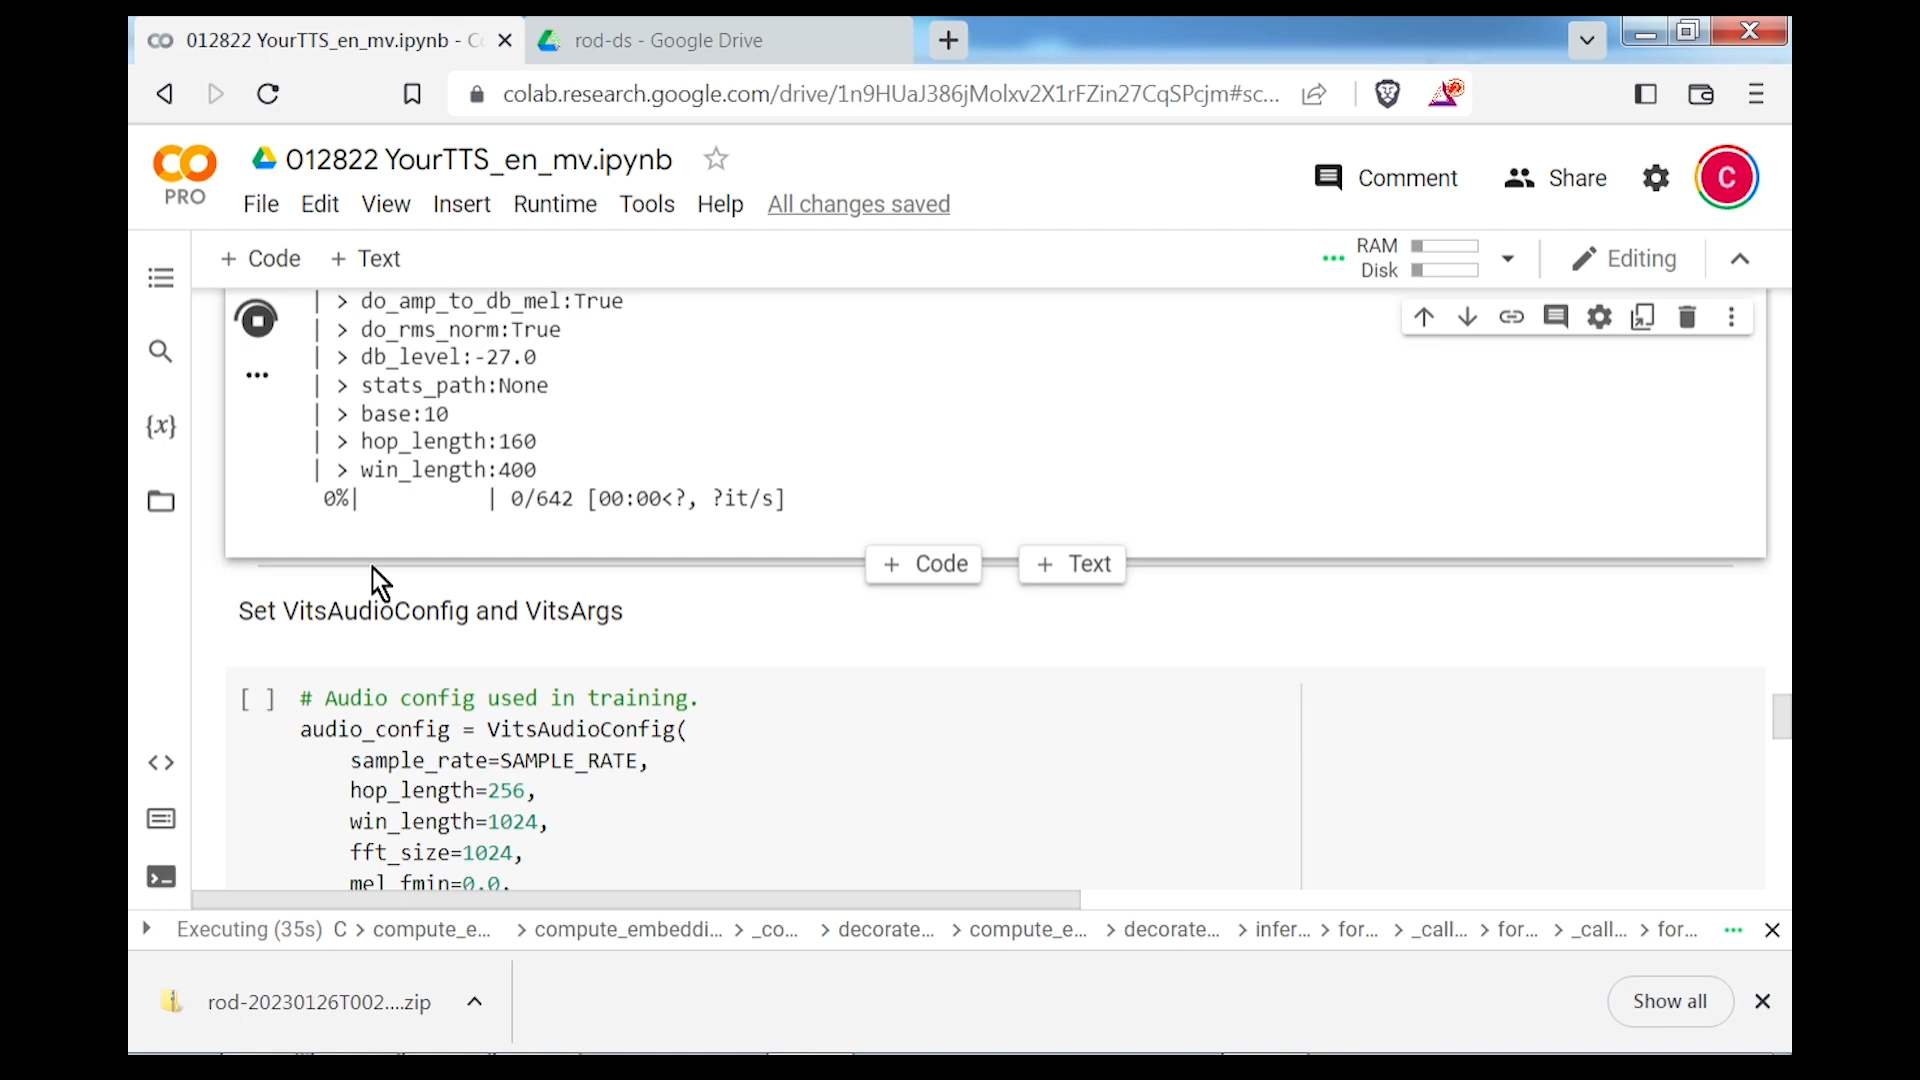 012822 YourTTS_en_mv.ipynb - C
rod-ds - Google Drive
colab.research.google.com/drive/1n9HUaJ386jMolxv2X1rFZin27CqSPcjm#sc...
PRO
012822 YourTTS_en_mv.ipynb
Comment
Share
C
File Edit View Insert Runtime Tools Help All changes saved
+ Code + Text
RAM
Disk
Editing
| > do_amp_to_db_mel:True
| > do_rms_norm:True
| > db_level:-27.0
| > stats_path:None
| > base:10
| > hop_length:160
| > win_length:400
0%| | 0/642 [00:00<?, ?it/s]
+ Code + Text
Set VitsAudioConfig and VitsArgs
[ ] # Audio config used in training.
audio_config = VitsAudioConfig(
sample_rate=SAMPLE_RATE,
hop_length=256,
win_length=1024,
fft_size=1024,
mel_fmin=0.0,
Executing (35s) C > compute_e... > compute_embeddi... > _co... > decorate... > compute_e... > decorate... > infer... > for... > _call... > for... > _call... > for...
rod-20230126T002....zip
Show all